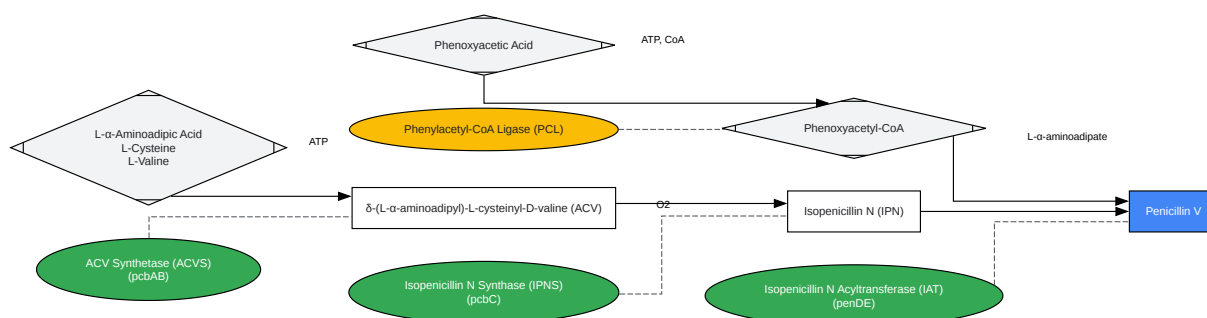 Phenoxyacetic Acid
ATP, CoA
Phenylacetyl-CoA Ligase (PCL)
Phenoxyacetyl-CoA
L-α-Aminoadipic Acid
L-Cysteine
L-Valine
ATP
L-α-aminoadipate
δ-(L-α-aminoadipyl)-L-cysteinyl-D-valine (ACV)
O2
Isopenicillin N (IPN)
Penicillin V
ACV Synthetase (ACVS)
(pcbAB)
Isopenicillin N Synthase (IPNS)
(pcbC)
Isopenicillin N Acyltransferase (IAT)
(penDE)